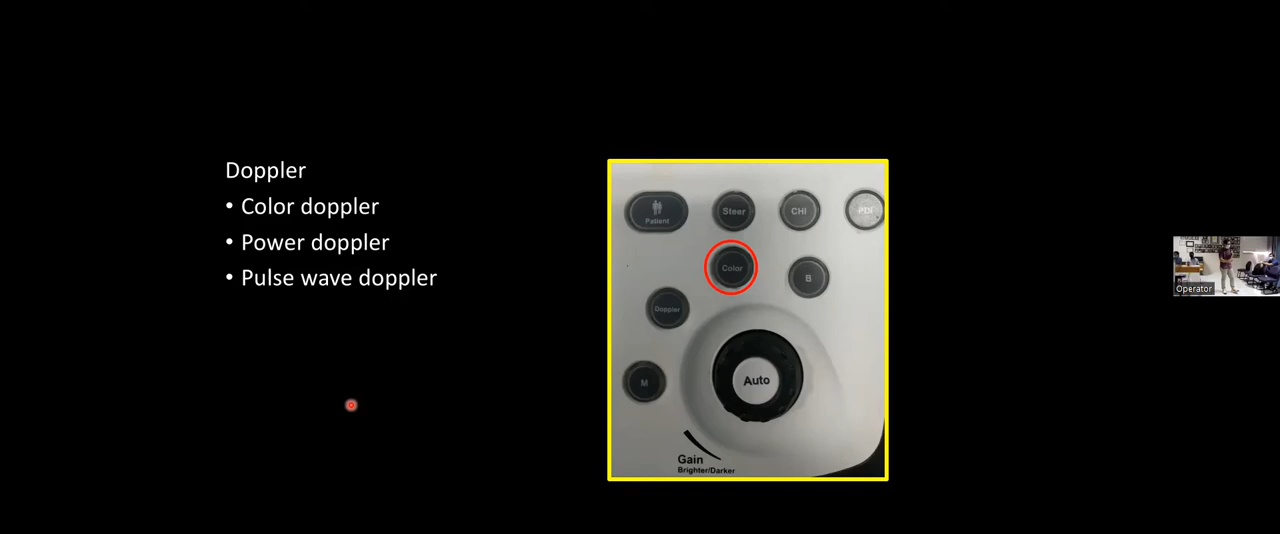 Doppler
• Color doppler
• Power doppler
• Pulse wave doppler
Patient
Steer
CHI
PDI
Color
B
Doppler
M
Auto
Gain
Brighter/Darker
Operator